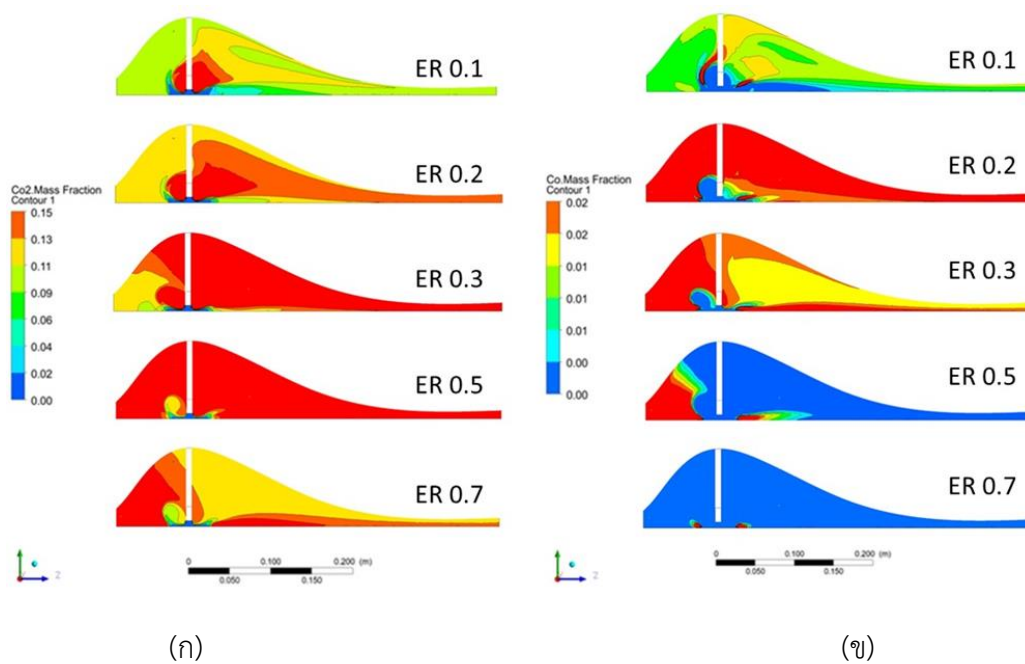 ER 0.1
ER 0.2
Co2.Mass Fraction
Contour 1
0.15
0.13
0.11
0.09
0.06
0.04
0.02
0.00
ER 0.3
ER 0.5
ER 0.7
Z
0 0.100 0.200 (m)
0.050 0.150
(ก)
ER 0.1
ER 0.2
Co.Mass Fraction
Contour 1
0.02
0.02
0.01
0.01
0.01
0.00
0.00
ER 0.3
ER 0.5
ER 0.7
Z
0 0.100 0.200 (m)
0.050 0.150
(ข)